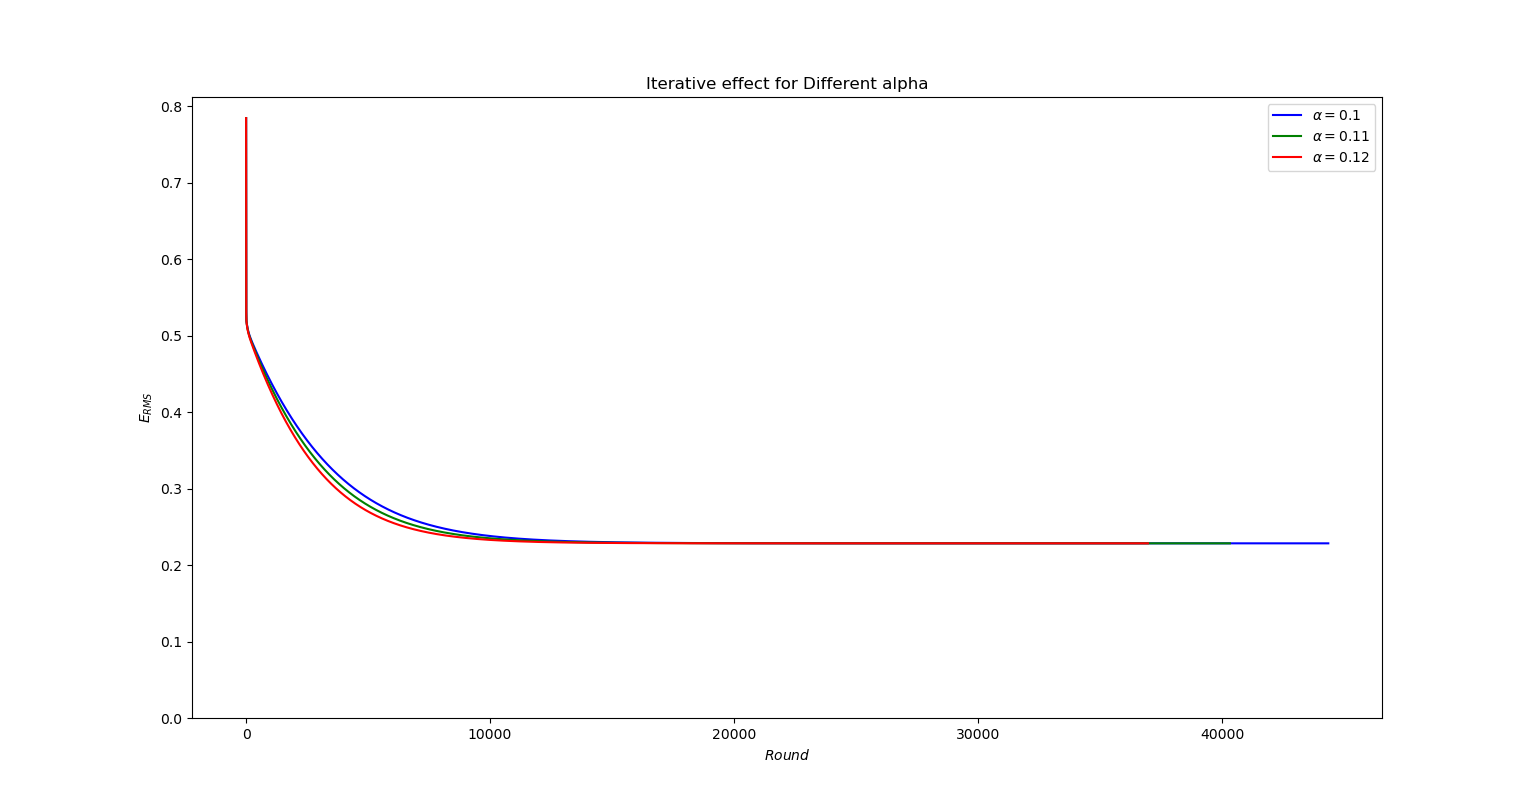 Iterative effect for Different alpha
α = 0.1
α = 0.11
α = 0.12
0.8
0.7
0.6
0.5
0.4
0.3
0.2
0.1
0.0
E_RMS
0 10000 20000 30000 40000
Round